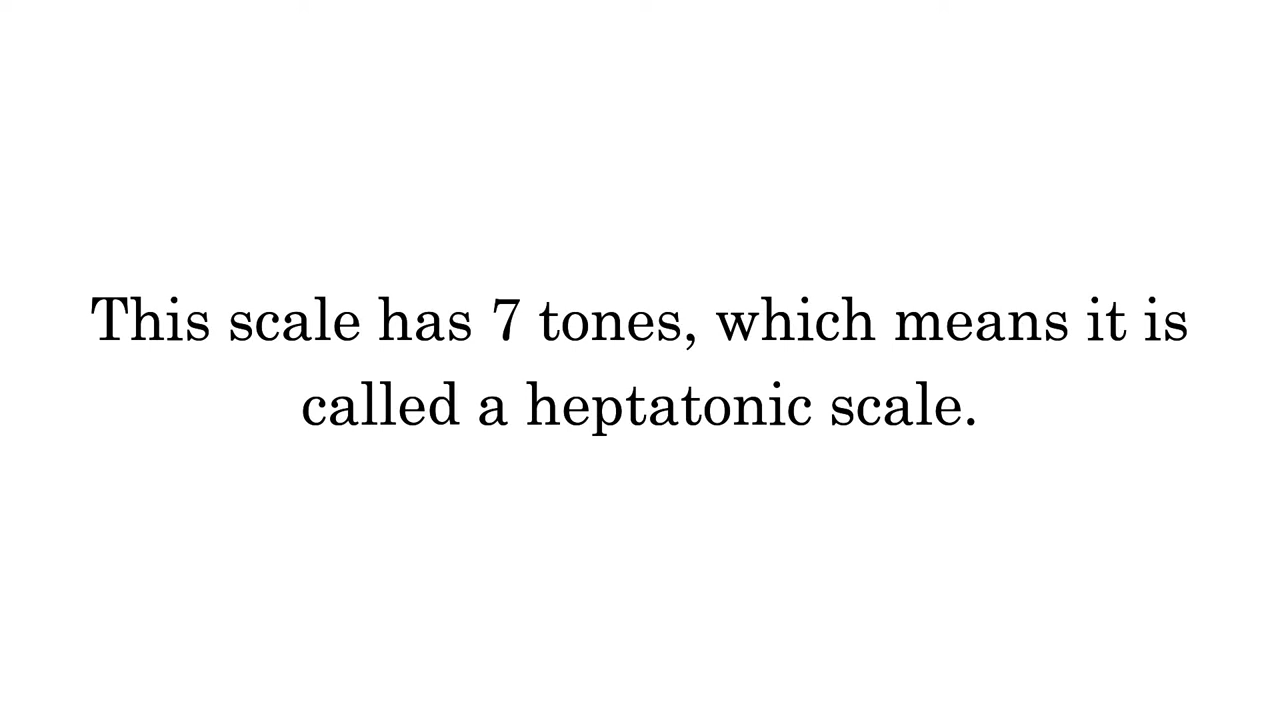 This scale has 7 tones, which means it is
called a heptatonic scale.